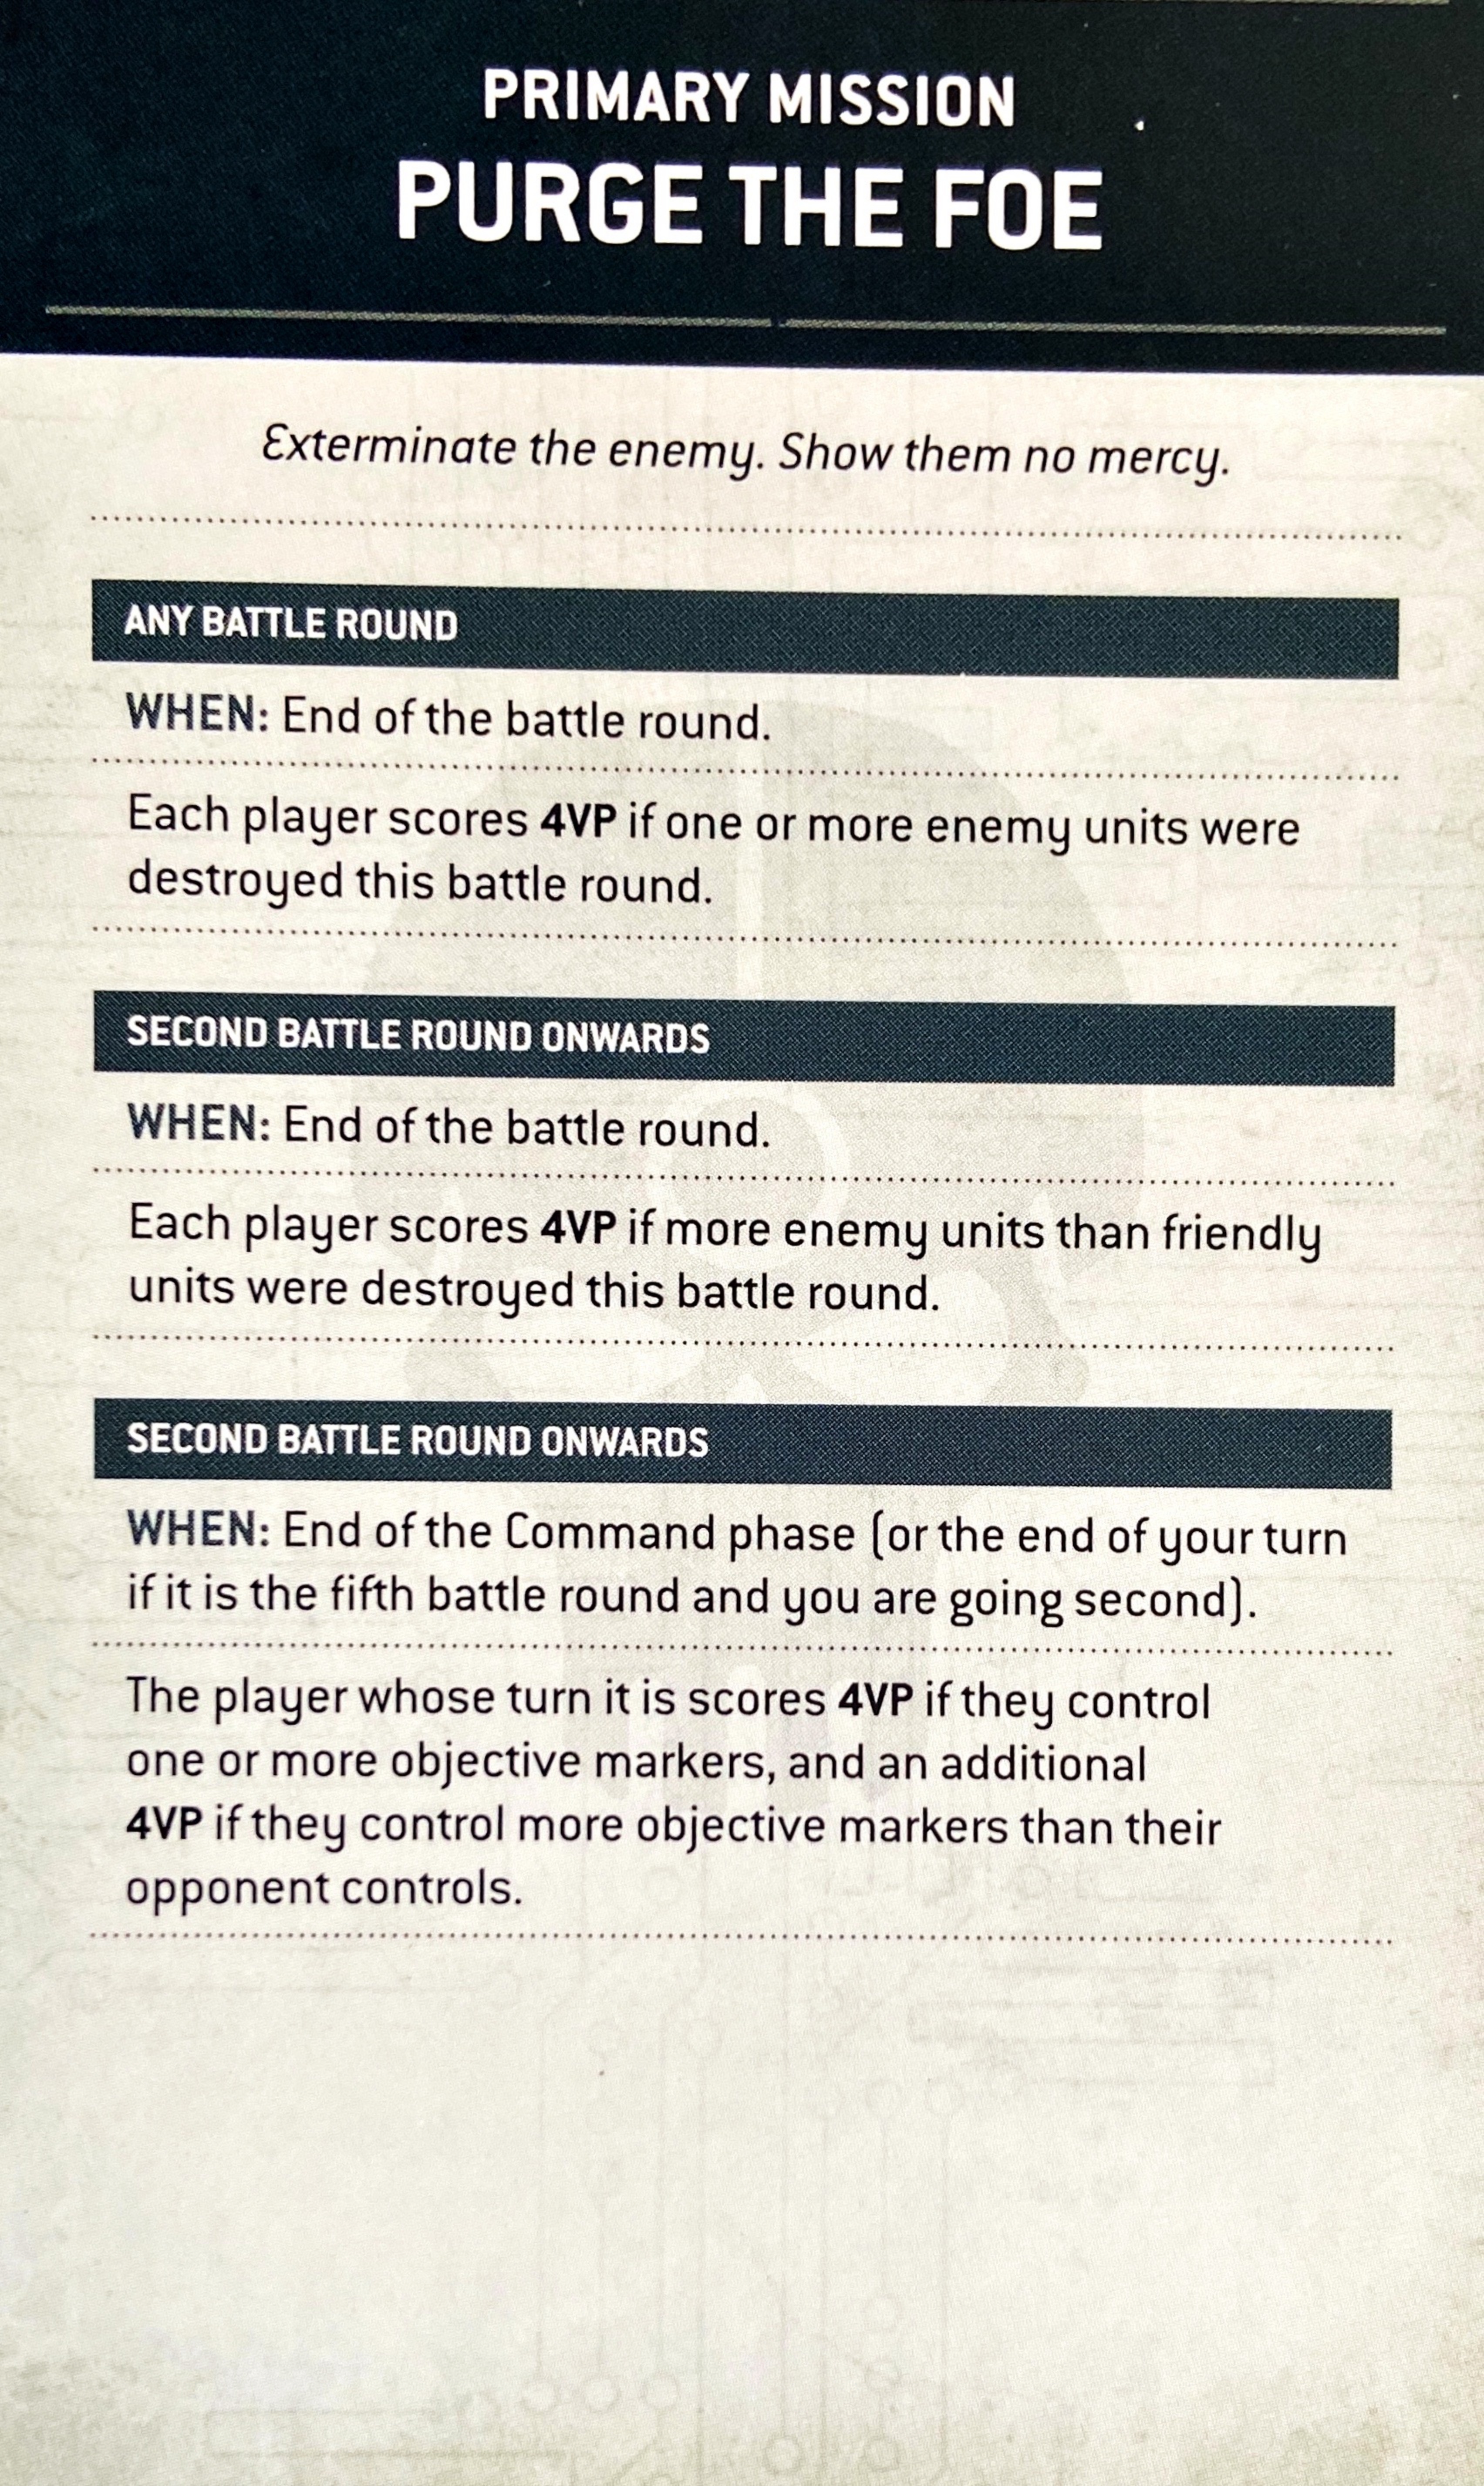 PRIMARY MISSION
PURGE THE FOE
Exterminate the enemy. Show them no mercy.
ANY BATTLE ROUND
WHEN: End of the battle round.
Each player scores 4VP if one or more enemy units were
destroyed this battle round.
SECOND BATTLE ROUND ONWARDS
WHEN: End of the battle round.
Each player scores 4VP if more enemy units than friendly
units were destroyed this battle round.
SECOND BATTLE ROUND ONWARDS
WHEN: End of the Command phase (or the end of your turn
if it is the fifth battle round and you are going second).
The player whose turn it is scores 4VP if they control
one or more objective markers, and an additional
4VP if they control more objective markers than their
opponent controls.